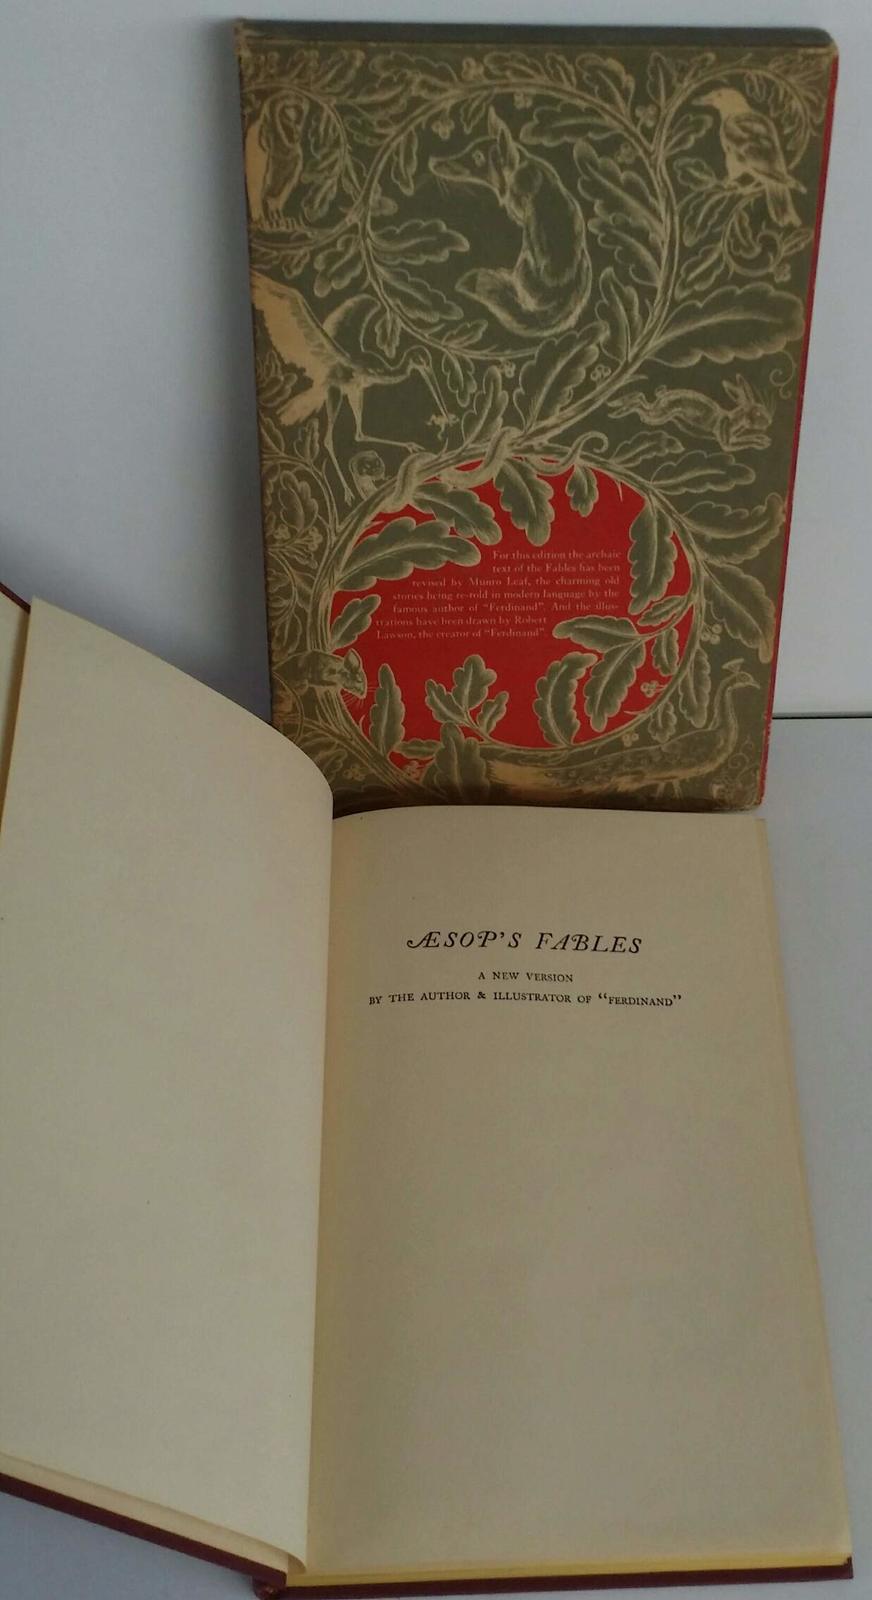 For this edition the archaic
text of the Fables has been
revised by Munro Leaf, the charming old
stories being re-told in modern language by the
famous author of "Ferdinand". And the illus-
trations have been drawn by Robert
Lawson, the creator of "Ferdinand".
ÆSOP'S FABLES
A NEW VERSION
BY THE AUTHOR & ILLUSTRATOR OF "FERDINAND"